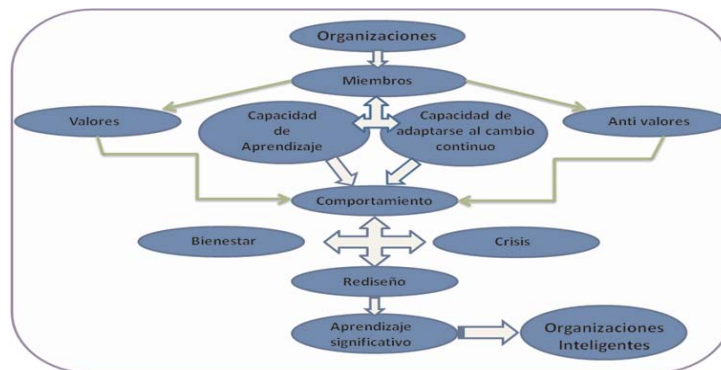 Organizaciones
Miembros
Valores
Capacidad
de
Aprendizaje
Capacidad de
adaptarse al cambio
continuo
Anti valores
Comportamiento
Bienestar
Crisis
Rediseño
Aprendizaje
significativo
Organizaciones
Inteligentes